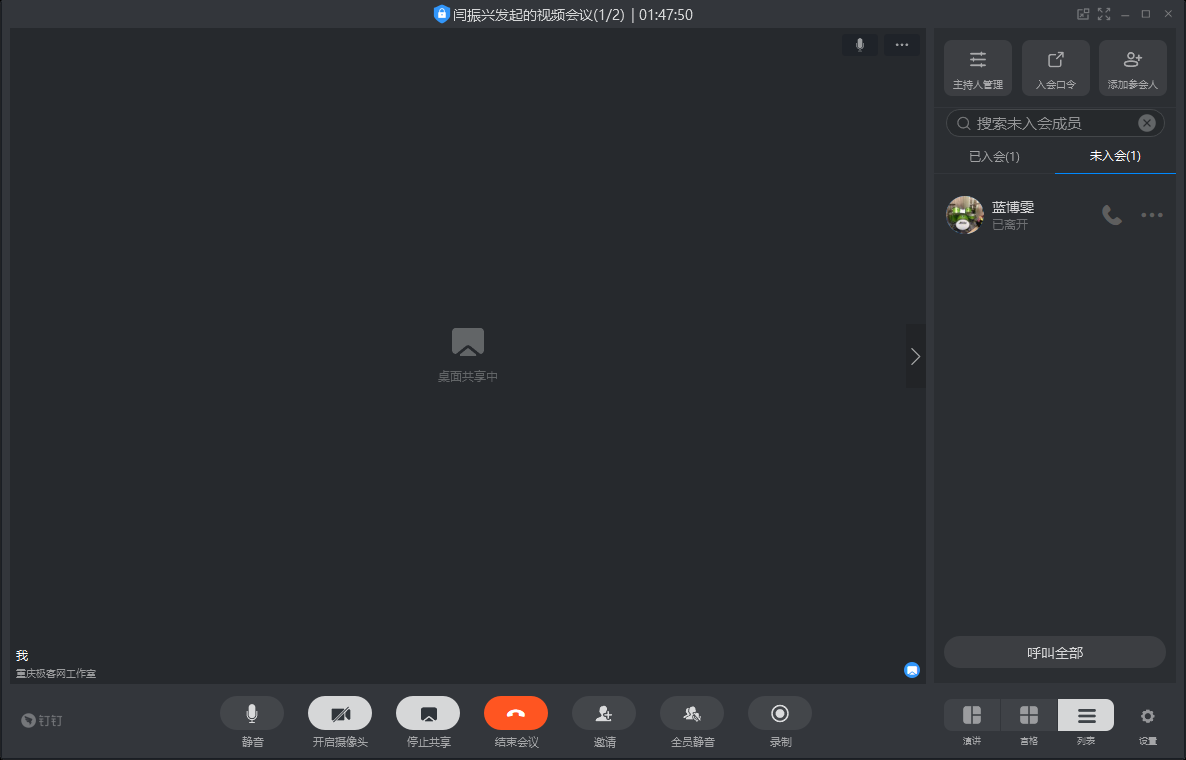 闫振兴发起的视频会议(1/2) | 01:47:50
主持人管理
入会口令
添加参会人
搜索未入会成员
已入会(1)
未入会(1)
蓝博雯
已离开
桌面共享中
我
重庆极客网工作室
呼叫全部
钉钉
静音
开启摄像头
停止共享
结束会议
邀请
全员静音
录制
演讲
宫格
列表
设置